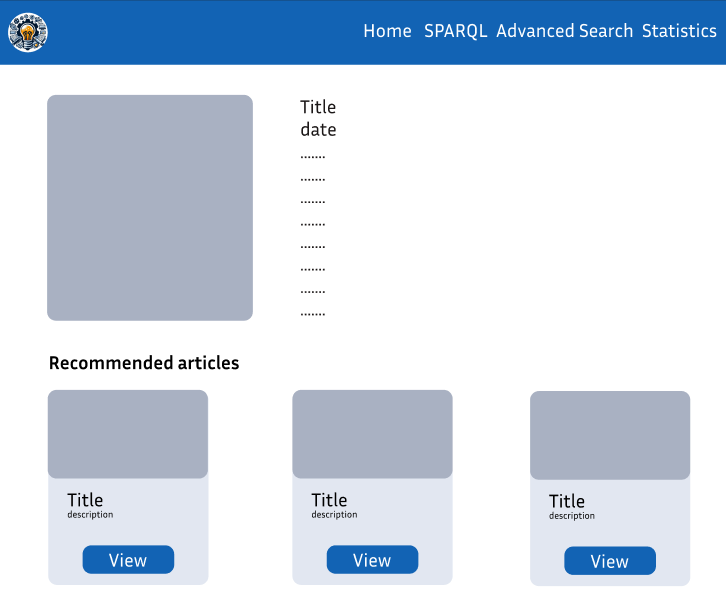 Home SPARQL Advanced Search Statistics
Title
date
.......
.......
.......
.......
.......
.......
.......
.......
Recommended articles
Title
description
View
Title
description
View
Title
description
View